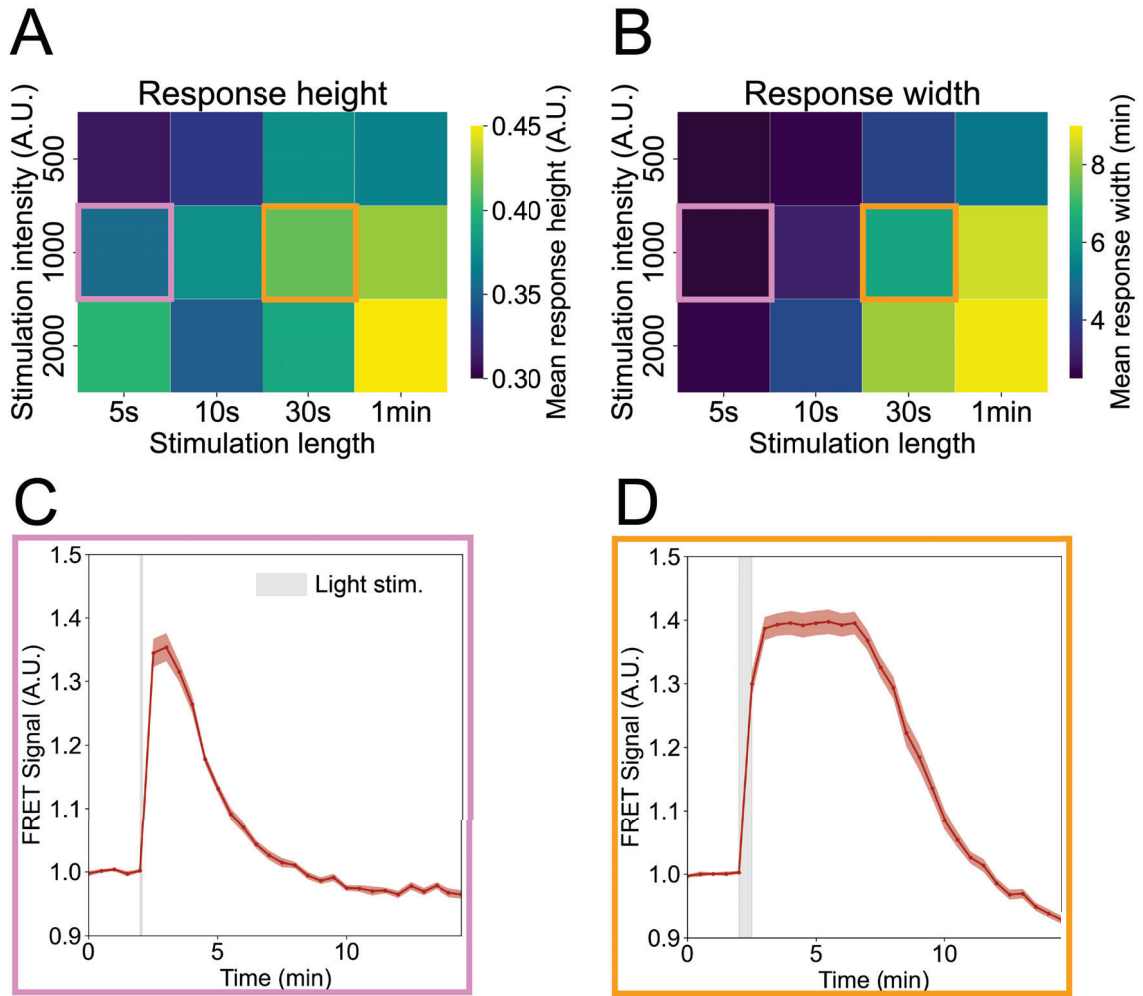 A
Response height
Stimulation intensity (A.U.)
500
1000
2000
5s
10s
30s
1min
Stimulation length
0.45
0.40
0.35
0.30
Mean response height (A.U.)
B
Response width
Stimulation intensity (A.U.)
500
1000
2000
5s
10s
30s
1min
Stimulation length
8
6
4
Mean response width (min)
C
1.5
1.4
1.3
1.2
1.1
1.0
0.9
FRET Signal (A.U.)
Light stim.
0
5
10
Time (min)
D
1.5
1.4
1.3
1.2
1.1
1.0
0.9
FRET Signal (A.U.)
0
5
10
Time (min)